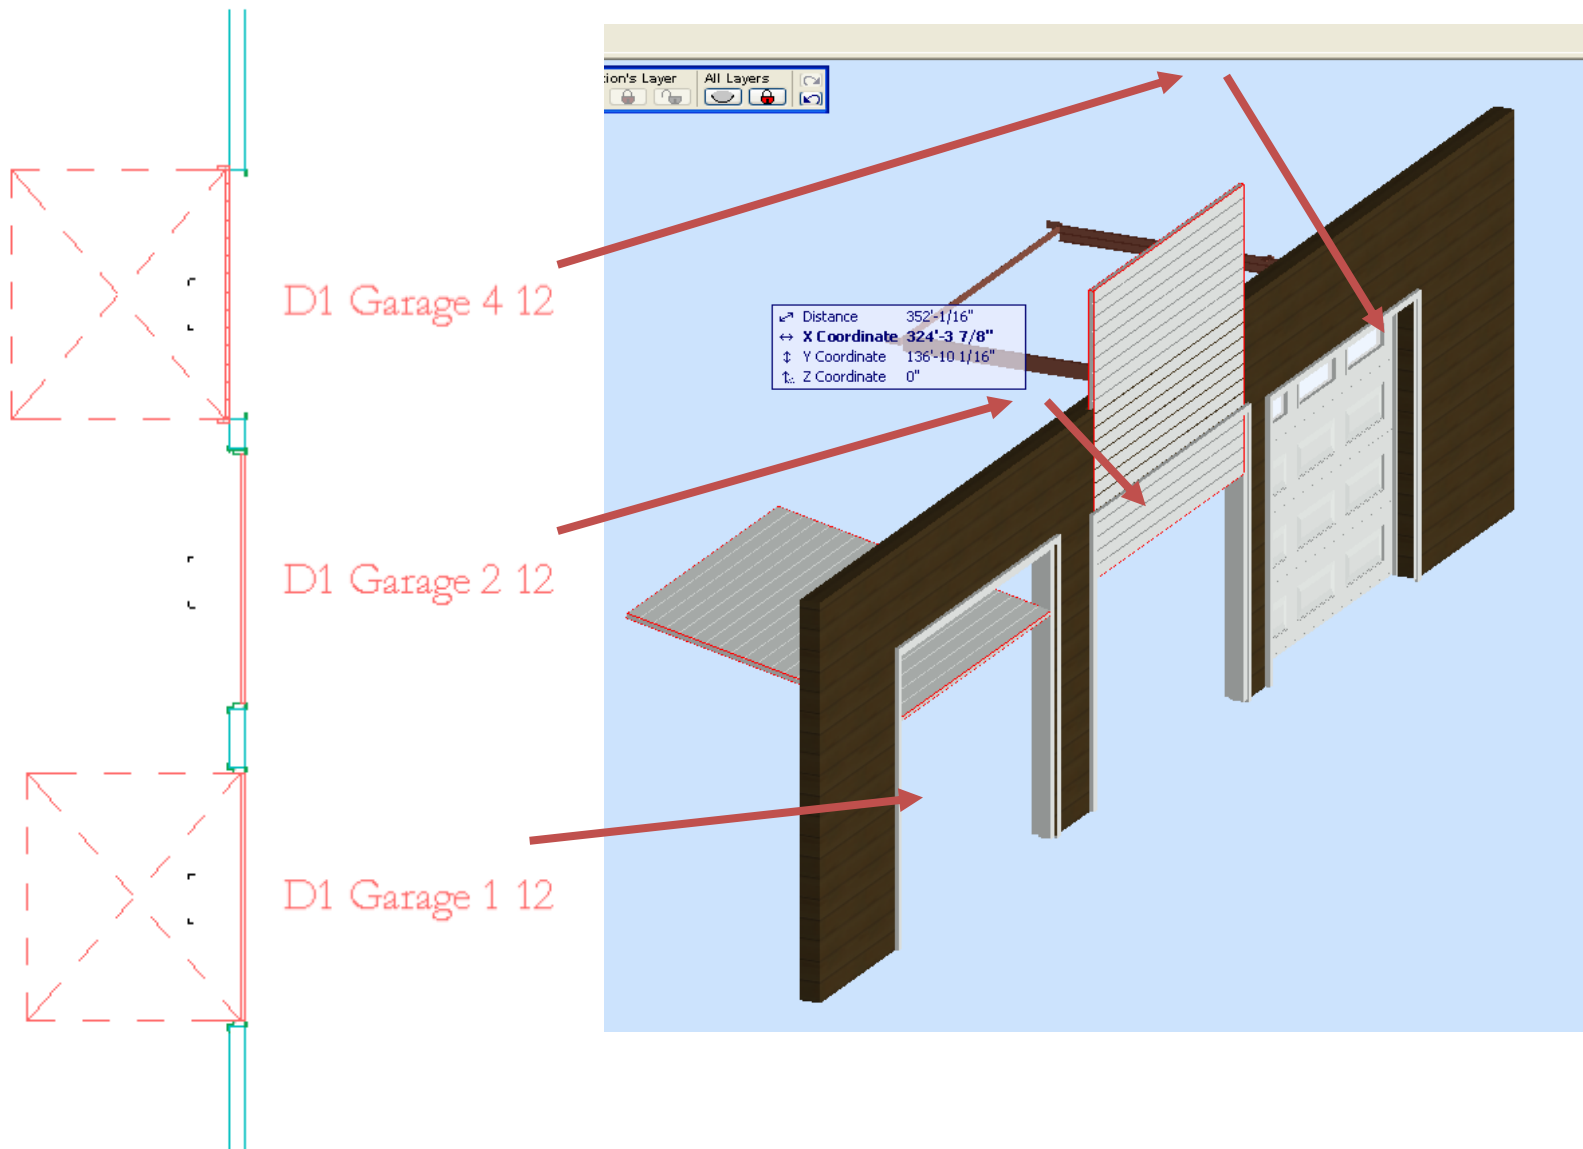 ion's Layer
All Layers
D1 Garage 4 12
Distance 352'-1/16"
X Coordinate 324'-3 7/8"
Y Coordinate 136'-10 1/16"
Z Coordinate 0"
D1 Garage 2 12
D1 Garage 1 12